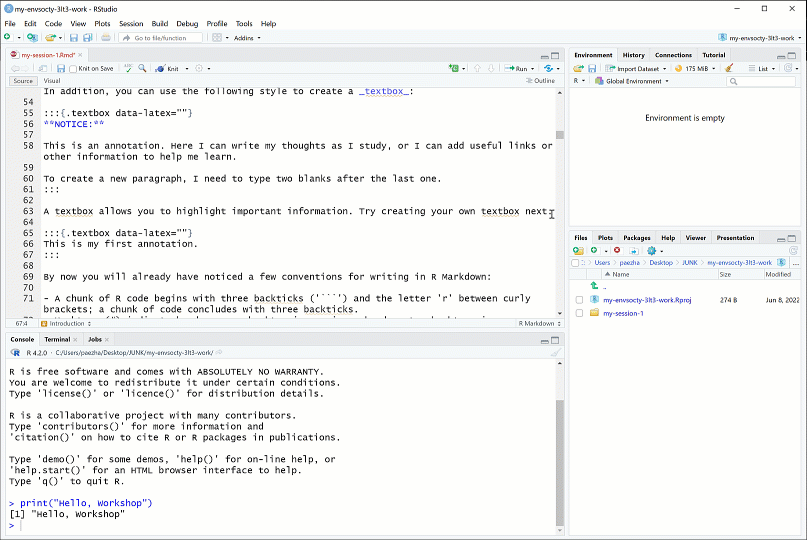 my-envsocty-3lt3-work - RStudio
File Edit Code View Plots Session Build Debug Profile Tools Help
Go to file/function Addins my-envsocty-3lt3-work
my-session-1.Rmd*
Knit on Save Knit Run
Source Visual Outline
In addition, you can use the following style to create a _textbox_:
54
55 :::{.textbox data-latex=""}
56 **NOTICE:**
57
58 This is an annotation. Here I can write my thoughts as I study, or I can add useful links or
other information to help me learn.
59
60 To create a new paragraph, I need to type two blanks after the last one.
61 :::
62
63 A textbox allows you to highlight important information. Try creating your own textbox next:
64
65 :::{.textbox data-latex=""}
66 This is my first annotation.
67 :::
68
69 By now you will already have noticed a few conventions for writing in R Markdown:
70
71 - A chunk of R code begins with three backticks ('```') and the letter 'r' between curly
brackets; a chunk of code concludes with three backticks.
67:4 Introduction R Markdown
Console Terminal Jobs
R 4.2.0 · C:/Users/paezha/Desktop/JUNK/my-envsocty-3lt3-work/
R is free software and comes with ABSOLUTELY NO WARRANTY.
You are welcome to redistribute it under certain conditions.
Type 'license()' or 'licence()' for distribution details.
R is a collaborative project with many contributors.
Type 'contributors()' for more information and
'citation()' on how to cite R or R packages in publications.
Type 'demo()' for some demos, 'help()' for on-line help, or
'help.start()' for an HTML browser interface to help.
Type 'q()' to quit R.
> print("Hello, Workshop")
[1] "Hello, Workshop"
>
Environment History Connections Tutorial
Import Dataset 175 MiB List
R Global Environment
Environment is empty
Files Plots Packages Help Viewer Presentation
C: Users paezha Desktop JUNK my-envsocty-3lt3-work
Name Size Modified
..
my-envsocty-3lt3-work.Rproj 274 B Jun 8, 2022
my-session-1